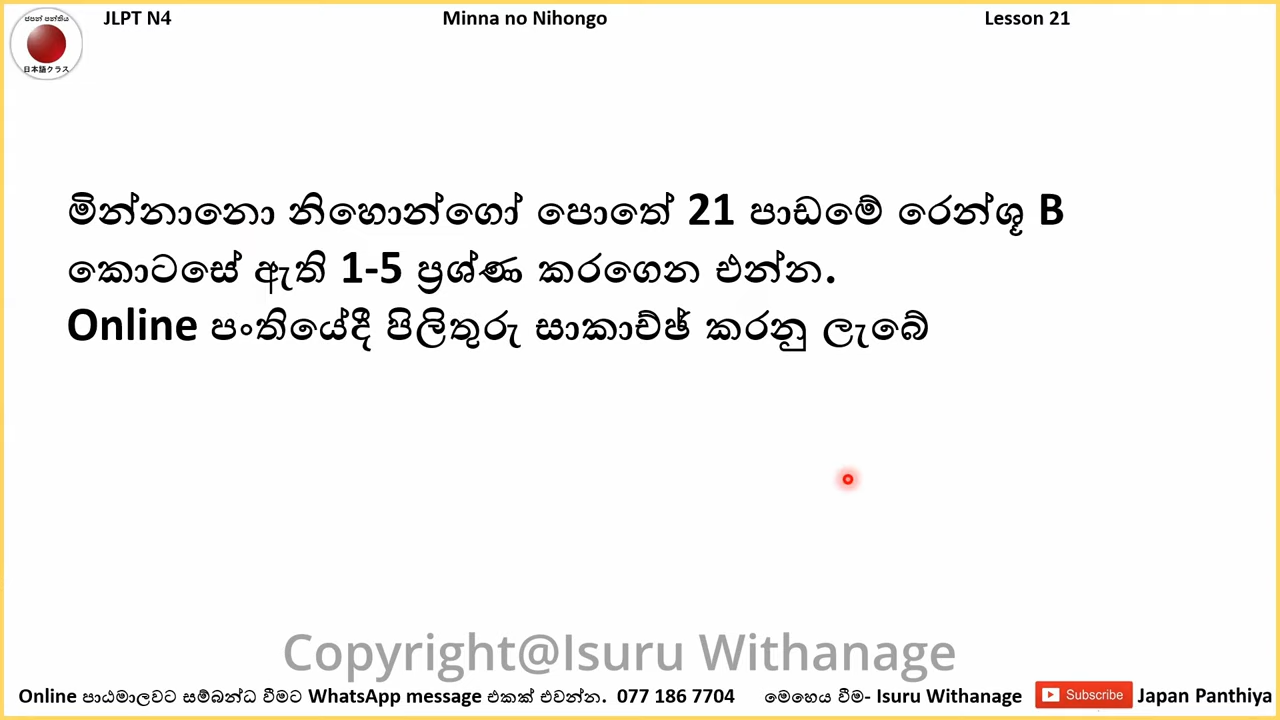 ජපන් පන්තිය
日本語クラス
JLPT N4 Minna no Nihongo Lesson 21
මින්නානො නිහොන්ගෝ පොතේ 21 පාඩමේ රෙන්ශූ B
කොටසේ ඇති 1-5 ප්‍රශ්ණ කරගෙන එන්න.
Online පංතියේදී පිලිතුරු සාකාච්ඡ් කරනු ලැබේ
Copyright@Isuru Withanage
Online පාඨමාලවට සම්බන්ධ වීමට WhatsApp message එකක් එවන්න. 077 186 7704 මෙහෙය වීම- Isuru Withanage Subscribe Japan Panthiya